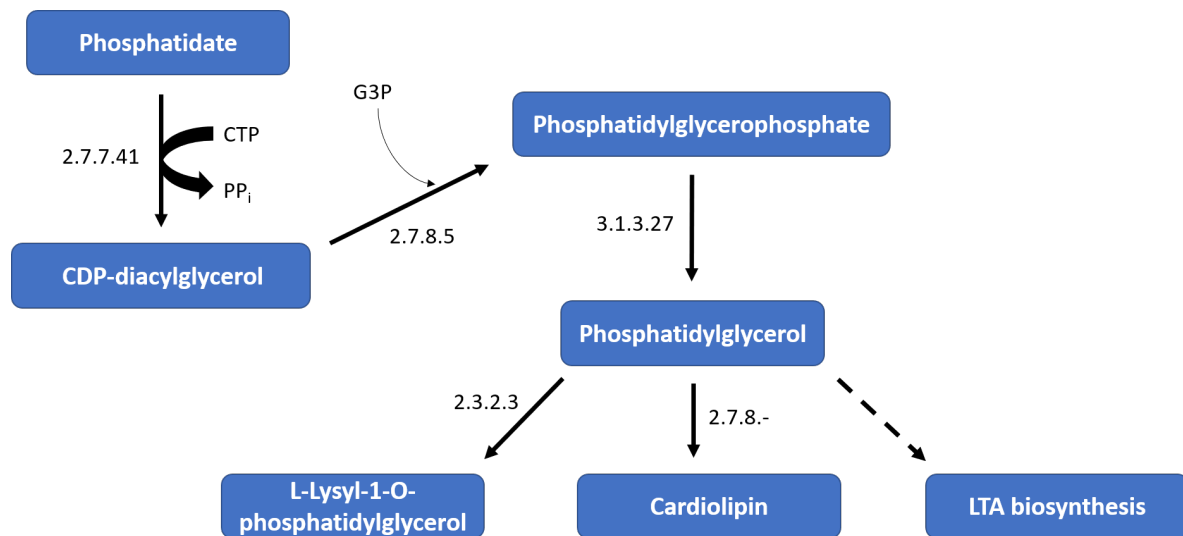 Phosphatidate
G3P
Phosphatidylglycerophosphate
CTP
2.7.7.41
PPi
2.7.8.5
3.1.3.27
CDP-diacylglycerol
Phosphatidylglycerol
2.3.2.3
2.7.8.-
L-Lysyl-1-O-
phosphatidylglycerol
Cardiolipin
LTA biosynthesis